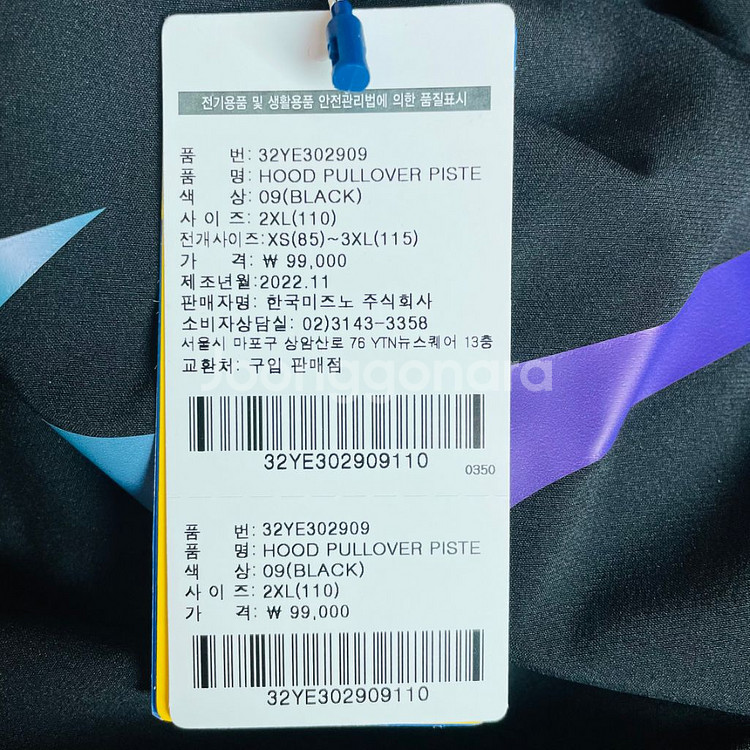 전기용품 및 생활용품 안전관리법에 의한 품질표시
품 번: 32YE302909
품 명: HOOD PULLOVER PISTE
색 상: 09(BLACK)
사 이 즈: 2XL(110)
전개사이즈:XS(85)~3XL(115)
가 격: ₩ 99,000
제조년월:2022.11
판매자명: 한국미즈노 주식회사
소비자상담실: 02)3143-3358
서울시 마포구 상암산로 76 YTN뉴스퀘어 13층
교환처: 구입 판매점
joonggonara
32YE302909110
0350
품 번: 32YE302909
품 명: HOOD PULLOVER PISTE
색 상: 09(BLACK)
사 이 즈: 2XL(110)
가 격: ₩ 99,000
32YE302909110